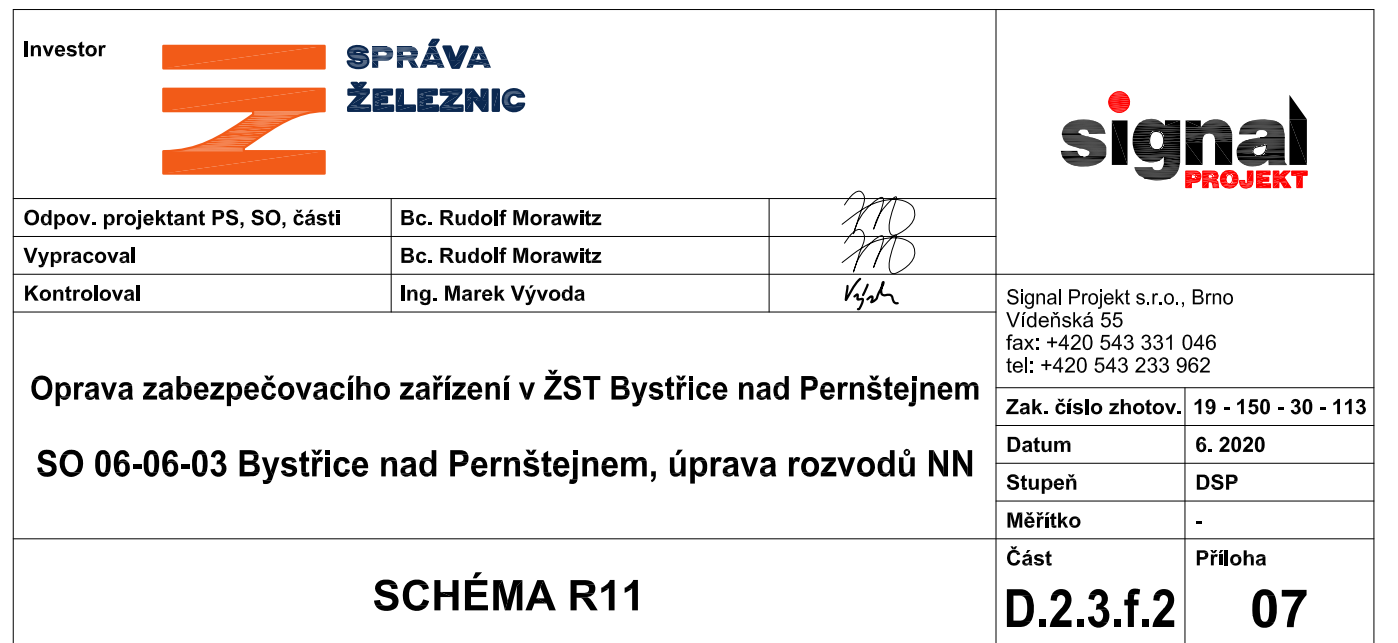 Investor
SPRÁVA
ŽELEZNIC
signal
PROJEKT
Odpov. projektant PS, SO, části Bc. Rudolf Morawitz
Vypracoval Bc. Rudolf Morawitz
Kontroloval Ing. Marek Vývoda
Signal Projekt s.r.o., Brno
Vídeňská 55
fax: +420 543 331 046
tel: +420 543 233 962
Oprava zabezpečovacího zařízení v ŽST Bystřice nad Pernštejnem
SO 06-06-03 Bystřice nad Pernštejnem, úprava rozvodů NN
Zak. číslo zhotov. 19 - 150 - 30 - 113
Datum 6. 2020
Stupeň DSP
Měřítko -
SCHÉMA R11
Část Příloha
D.2.3.f.2 07